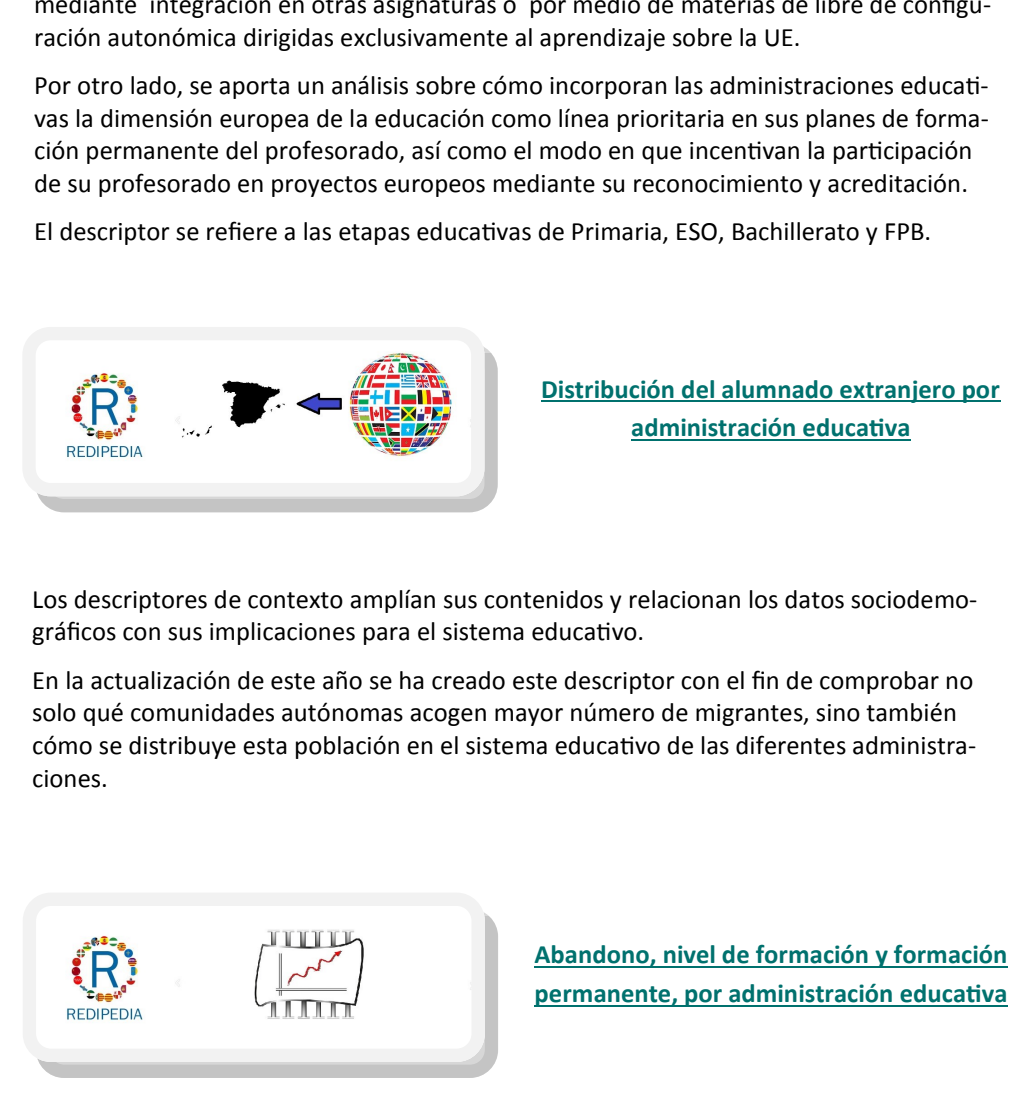 mediante integración en otras asignaturas o por medio de materias de libre de configu-
ración autonómica dirigidas exclusivamente al aprendizaje sobre la UE.
Por otro lado, se aporta un análisis sobre cómo incorporan las administraciones educati-
vas la dimensión europea de la educación como línea prioritaria en sus planes de forma-
ción permanente del profesorado, así como el modo en que incentivan la participación
de su profesorado en proyectos europeos mediante su reconocimiento y acreditación.
El descriptor se refiere a las etapas educativas de Primaria, ESO, Bachillerato y FPB.
R
REDIPEDIA
Distribución del alumnado extranjero por
administración educativa
Los descriptores de contexto amplían sus contenidos y relacionan los datos sociodemo-
gráficos con sus implicaciones para el sistema educativo.
En la actualización de este año se ha creado este descriptor con el fin de comprobar no
solo qué comunidades autónomas acogen mayor número de migrantes, sino también
cómo se distribuye esta población en el sistema educativo de las diferentes administra-
ciones.
R
REDIPEDIA
Abandono, nivel de formación y formación
permanente, por administración educativa